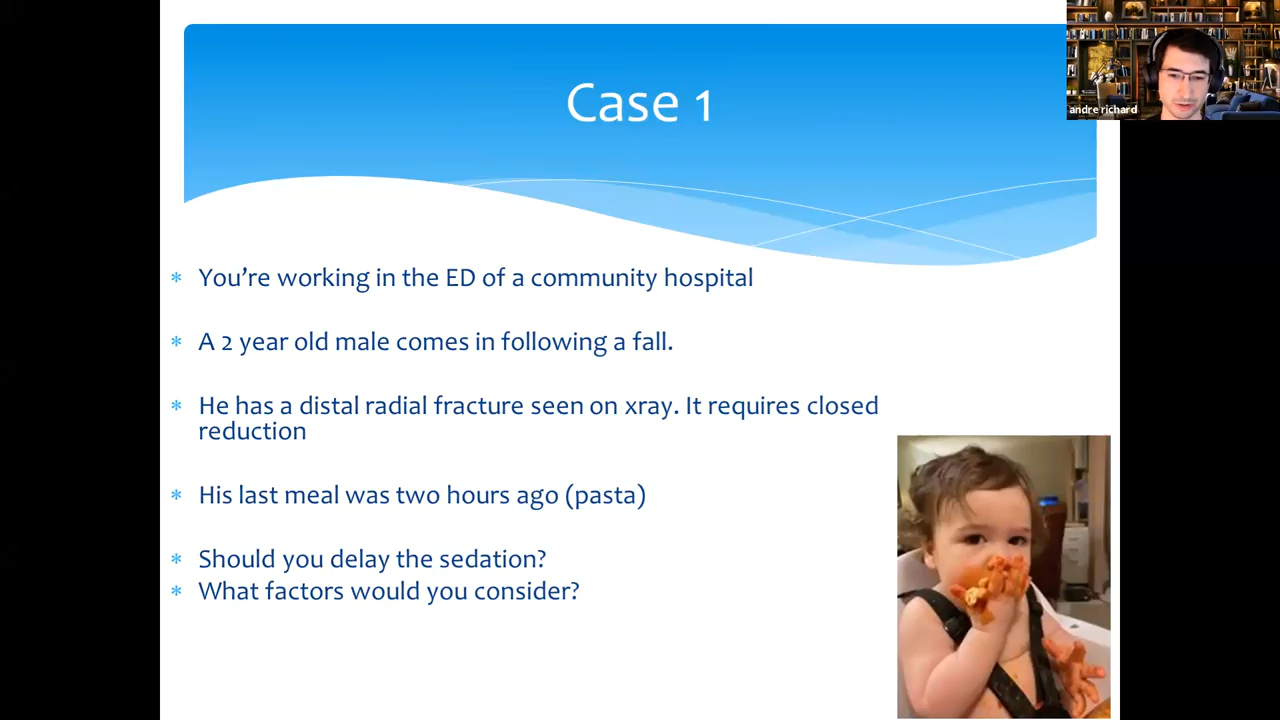 Case 1
andre richard
* You're working in the ED of a community hospital
* A 2 year old male comes in following a fall.
* He has a distal radial fracture seen on xray. It requires closed
reduction
* His last meal was two hours ago (pasta)
* Should you delay the sedation?
* What factors would you consider?